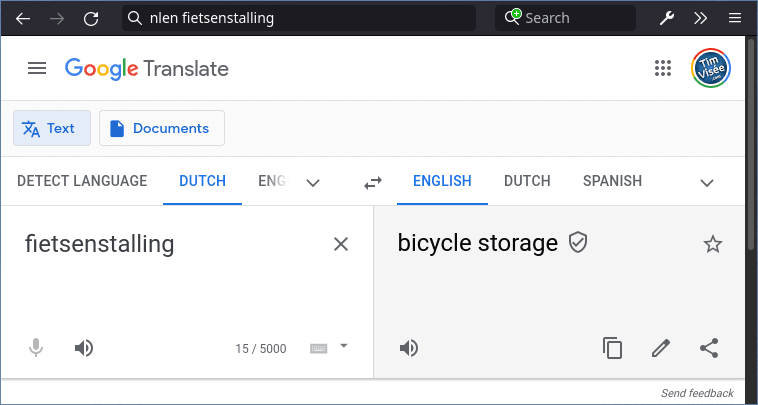 nlen fietsenstalling
Search
Google Translate
Tim Visée .com
Text
Documents
DETECT LANGUAGE DUTCH ENG
ENGLISH DUTCH SPANISH
fietsenstalling
bicycle storage
15 / 5000
Send feedback